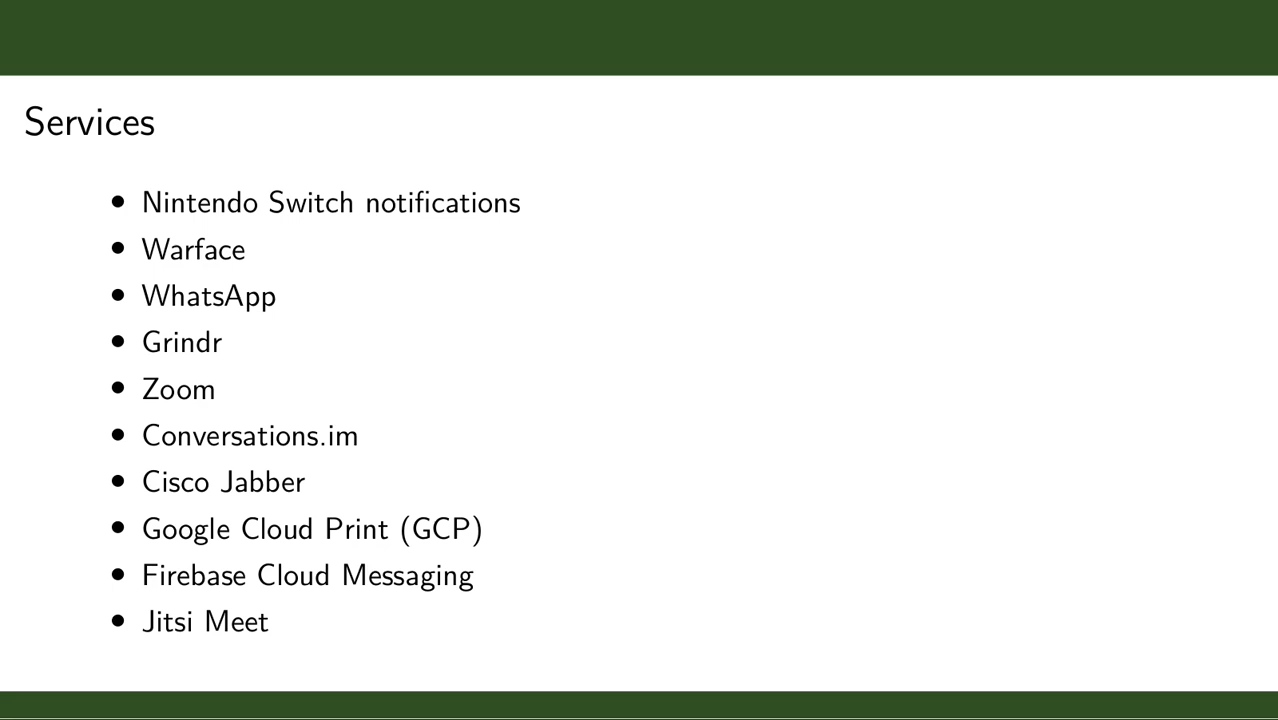 Services
• Nintendo Switch notifications
• Warface
• WhatsApp
• Grindr
• Zoom
• Conversations.im
• Cisco Jabber
• Google Cloud Print (GCP)
• Firebase Cloud Messaging
• Jitsi Meet